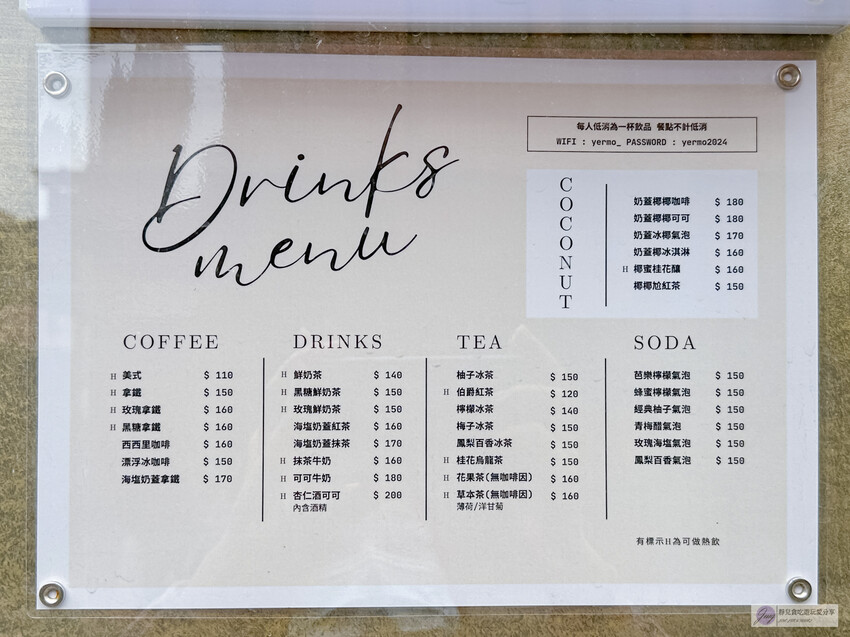 Drinks
menu
每人低消為一杯飲品 餐點不計低消
WIFI : yermo_ PASSWORD : yermo2024
COCONUT
奶蓋椰椰咖啡 $ 180
奶蓋椰椰可可 $ 180
奶蓋冰椰氣泡 $ 170
奶蓋椰冰淇淋 $ 160
H 椰蜜桂花釀 $ 160
椰椰尬紅茶 $ 150
COFFEE
H 美式 $ 110
H 拿鐵 $ 150
H 玫瑰拿鐵 $ 160
H 黑糖拿鐵 $ 160
西西里咖啡 $ 160
漂浮冰咖啡 $ 150
海塩奶蓋拿鐵 $ 170
DRINKS
H 鮮奶茶 $ 140
H 黑糖鮮奶茶 $ 150
H 玫瑰鮮奶茶 $ 150
海塩奶蓋紅茶 $ 160
海塩奶蓋抹茶 $ 170
H 抹茶牛奶 $ 160
H 可可牛奶 $ 180
H 杏仁酒可可 $ 200
內含酒精
TEA
柚子冰茶 $ 150
H 伯爵紅茶 $ 120
檸檬冰茶 $ 140
梅子冰茶 $ 150
鳳梨百香冰茶 $ 150
H 桂花烏龍茶 $ 150
H 花果茶(無咖啡因) $ 160
H 草本茶(無咖啡因) $ 160
薄荷/洋甘菊
SODA
芭樂檸檬氣泡 $ 150
蜂蜜檸檬氣泡 $ 150
經典柚子氣泡 $ 150
青梅醋氣泡 $ 150
玫瑰海塩氣泡 $ 150
鳳梨百香氣泡 $ 150
有標示H為可做熱飲
靜兒貪吃遊玩愛分享